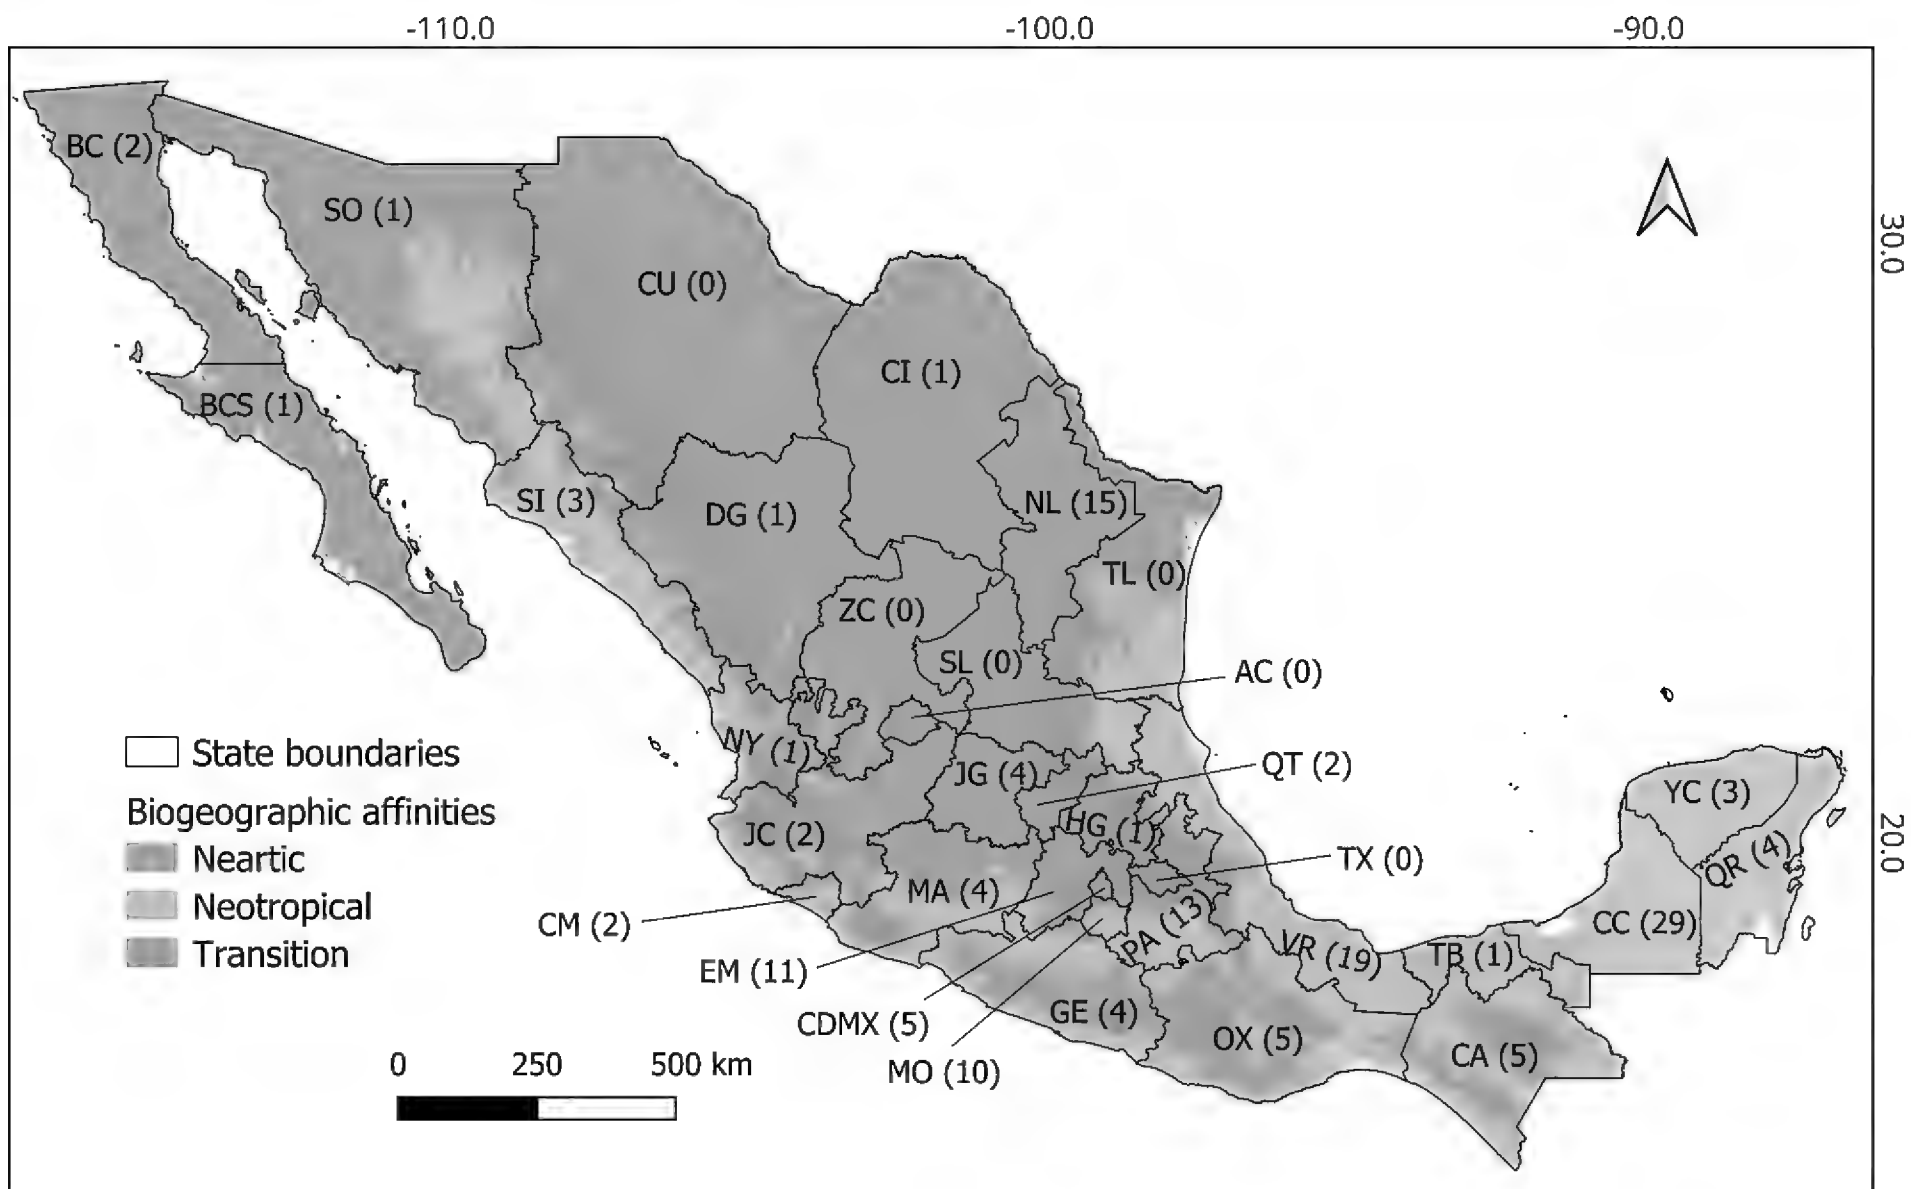 -110.0 -100.0 -90.0
BC (2)
SO (1)
30.0
CU (0)
CI (1)
BCS (1)
SI (3)
DG (1)
NL (15)
TL (0)
ZC (0)
SL (0)
AC (0)
NY (1)
State boundaries
JG (4)
QT (2)
YC (3)
Biogeographic affinities
JC (2)
HG (1)
20.0
Neartic
TX (0)
QR (4)
MA (4)
Neotropical
CM (2)
PA (13)
CC (29)
VR (19)
TB (1)
Transition
EM (11)
GE (4)
CDMX (5)
OX (5)
CA (5)
MO (10)
0 250 500 km